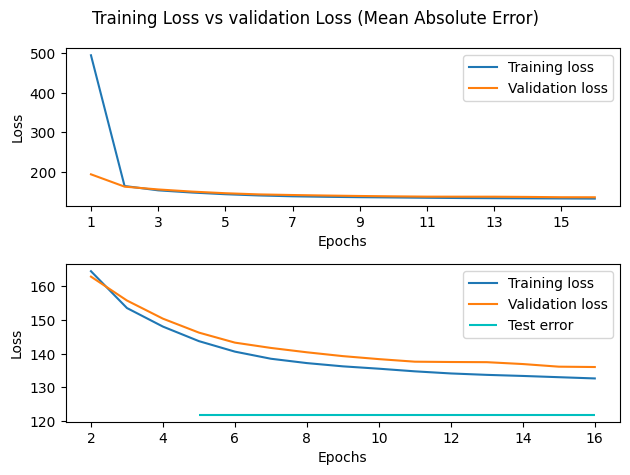 Training Loss vs validation Loss (Mean Absolute Error)
500
400
300
200
Loss
Training loss
Validation loss
1 3 5 7 9 11 13 15
Epochs
160
150
140
130
120
Loss
Training loss
Validation loss
Test error
2 4 6 8 10 12 14 16
Epochs